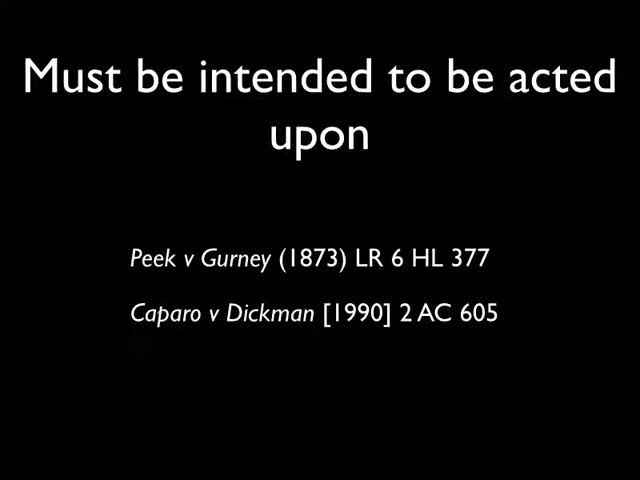 Must be intended to be acted
upon
Peek v Gurney (1873) LR 6 HL 377
Caparo v Dickman [1990] 2 AC 605